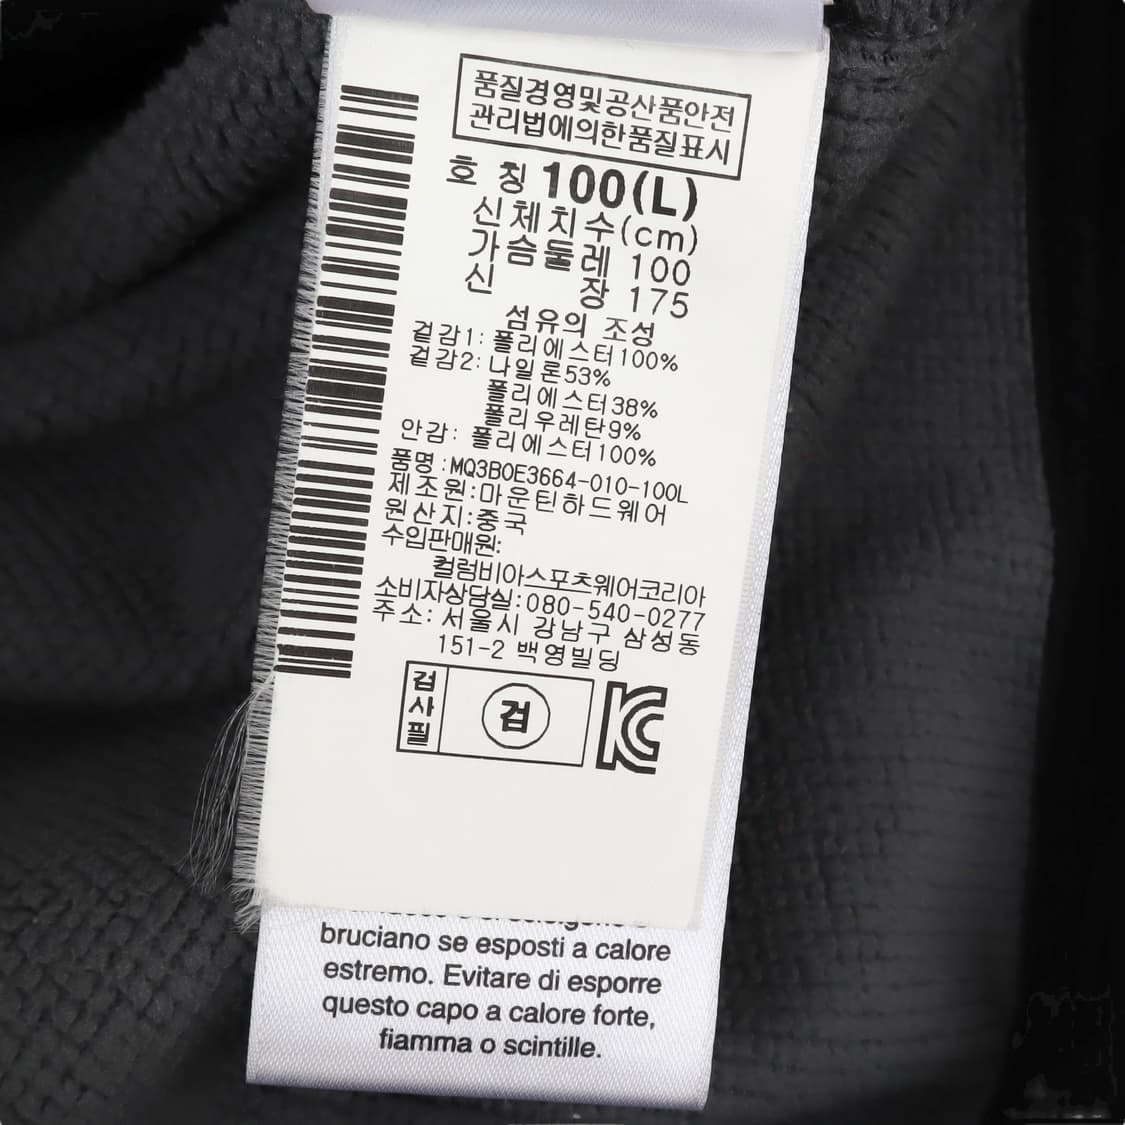 품질경영및공산품안전
관리법에의한품질표시
호 칭 100(L)
신체치수(cm)
가슴둘레 100
신 장 175
섬유의 조성
겉감1: 폴리에스터100%
겉감2: 나일론53%
폴리에스터38%
폴리우레탄9%
안감: 폴리에스터100%
품명:MQ3B0E3664-010-100L
제조원:마운틴하드웨어
원산지:중국
수입판매원:
컬럼비아스포츠웨어코리아
소비자상담실:080-540-0277
주소: 서울시 강남구 삼성동
151-2 백영빌딩
검사필
검
KC
bruciano se esposti a calore
estremo. Evitare di esporre
questo capo a calore forte,
fiamma o scintille.